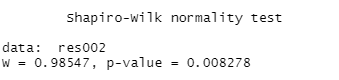 Shapiro-Wilk normality test
data: res002
W = 0.98547, p-value = 0.008278